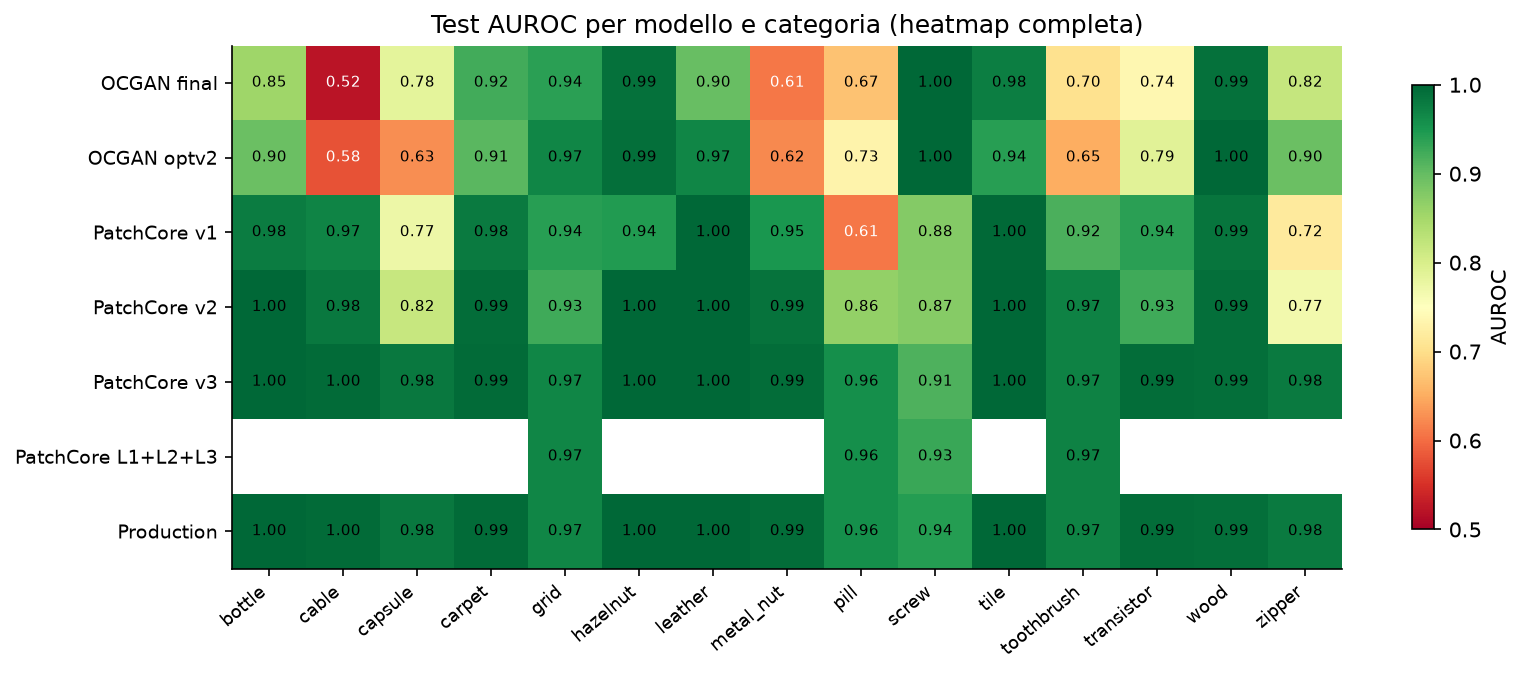 Test AUROC per modello e categoria (heatmap completa)
OCGAN final 0.85 0.52 0.78 0.92 0.94 0.99 0.90 0.61 0.67 1.00 0.98 0.70 0.74 0.99 0.82
OCGAN optv2 0.90 0.58 0.63 0.91 0.97 0.99 0.97 0.62 0.73 1.00 0.94 0.65 0.79 1.00 0.90
PatchCore v1 0.98 0.97 0.77 0.98 0.94 0.94 1.00 0.95 0.61 0.88 1.00 0.92 0.94 0.99 0.72
PatchCore v2 1.00 0.98 0.82 0.99 0.93 1.00 1.00 0.99 0.86 0.87 1.00 0.97 0.93 0.99 0.77
PatchCore v3 1.00 1.00 0.98 0.99 0.97 1.00 1.00 0.99 0.96 0.91 1.00 0.97 0.99 0.99 0.98
PatchCore L1+L2+L3 0.97 0.96 0.93 0.97
Production 1.00 1.00 0.98 0.99 0.97 1.00 1.00 0.99 0.96 0.94 1.00 0.97 0.99 0.99 0.98
bottle cable capsule carpet grid hazelnut leather metal_nut pill screw tile toothbrush transistor wood zipper
1.0
0.9
0.8
0.7
0.6
0.5
AUROC